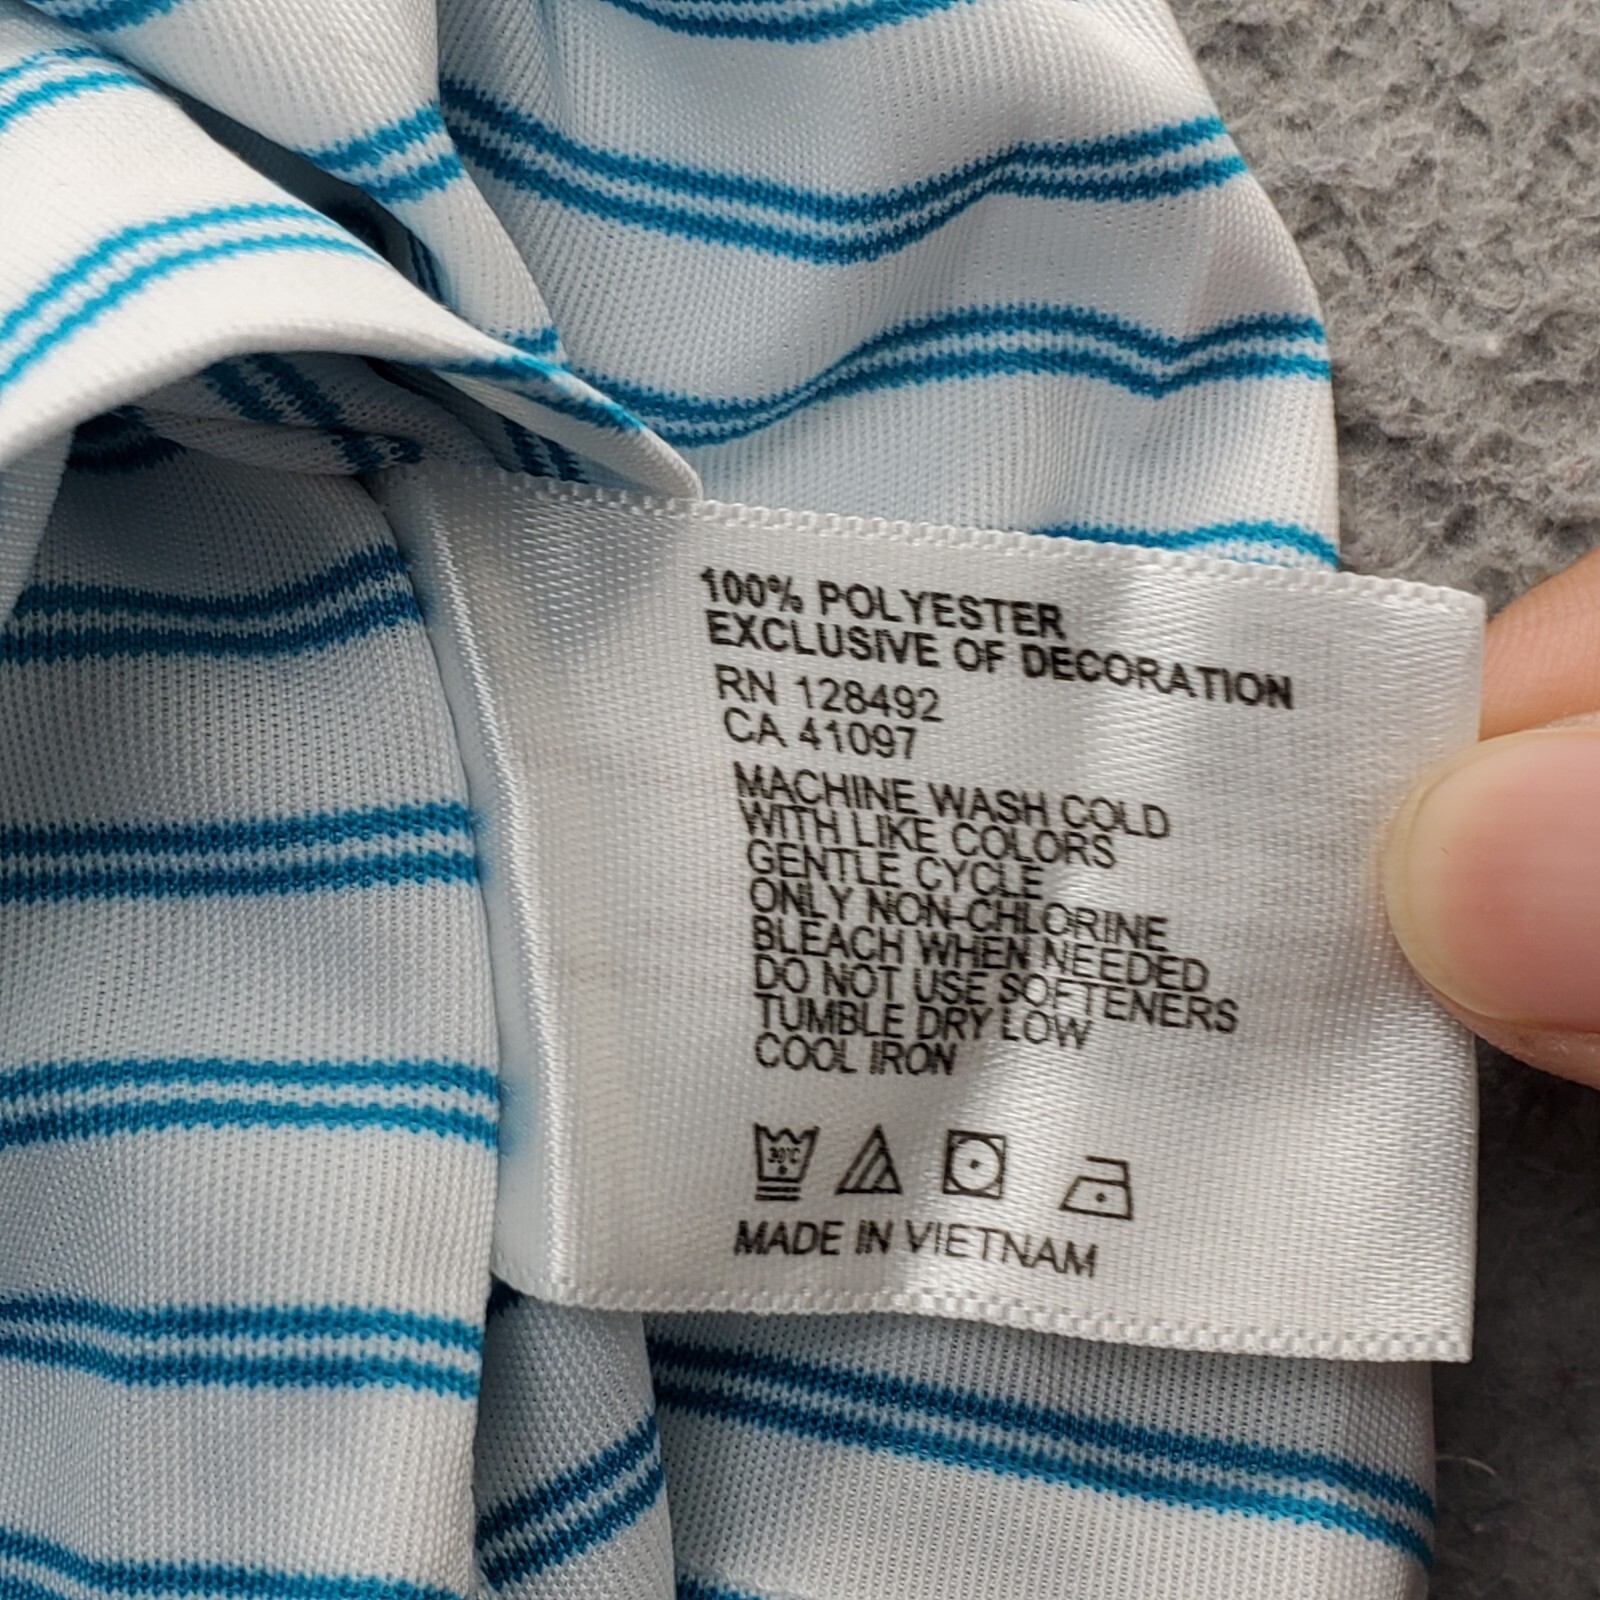 100% POLYESTER
EXCLUSIVE OF DECORATION
RN 128492
CA 41097
MACHINE WASH COLD
WITH LIKE COLORS
GENTLE CYCLE
ONLY NON-CHLORINE
BLEACH WHEN NEEDED
DO NOT USE SOFTENERS
TUMBLE DRY LOW
COOL IRON
30°C
MADE IN VIETNAM